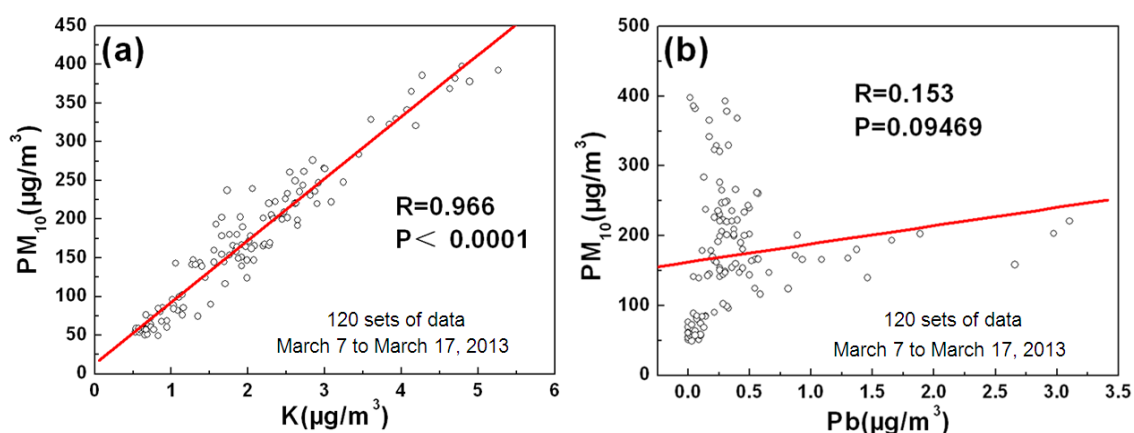 (a)
450
400
350
300
250
200
150
100
50
0
PM10(μg/m3)
R=0.966
P< 0.0001
120 sets of data
March 7 to March 17, 2013
0 1 2 3 4 5 6
K(μg/m3)
(b)
500
400
300
200
100
0
PM10(μg/m3)
R=0.153
P=0.09469
120 sets of data
March 7 to March 17, 2013
0.0 0.5 1.0 1.5 2.0 2.5 3.0 3.5
Pb(μg/m3)